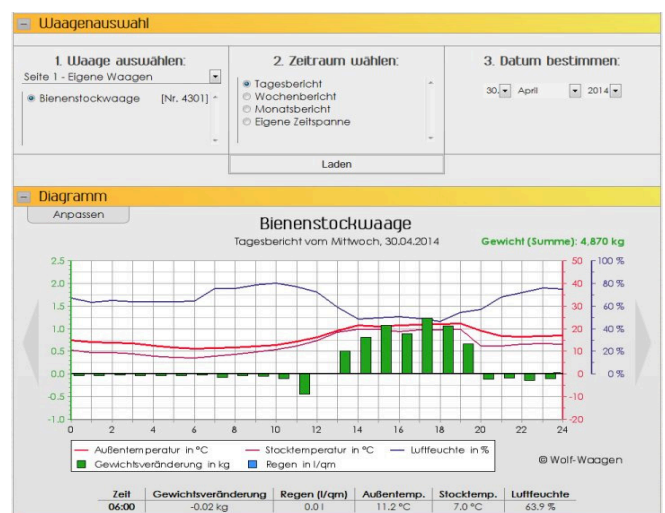 Waagenauswahl
1. Waage auswählen:
Seite 1 - Eigene Waagen
Bienenstockwaage [Nr. 4301]
2. Zeitraum wählen:
Tagesbericht
Wochenbericht
Monatsbericht
Eigene Zeitspanne
3. Datum bestimmen:
30. April 2014
Laden
Diagramm
Anpassen
Bienenstockwaage
Tagesbericht vom Mittwoch, 30.04.2014
Gewicht (Summe): 4,870 kg
2.5 50 100 %
2.0 40 80 %
1.5 30 60 %
1.0 20 40 %
0.5 10 20 %
0.0 0 0 %
-0.5 -10
-1.0 -20
0 2 4 6 8 10 12 14 16 18 20 22 24
Außentemperatur in °C Stocktemperatur in °C Luftfeuchte in %
Gewichtsveränderung in kg Regen in l/qm
© Wolf-Waagen
Zeit Gewichtsveränderung Regen (l/qm) Außentemp. Stocktemp. Luftfeuchte
06:00 -0.02 kg 0.0 l 11.2 °C 7.0 °C 63.9 %